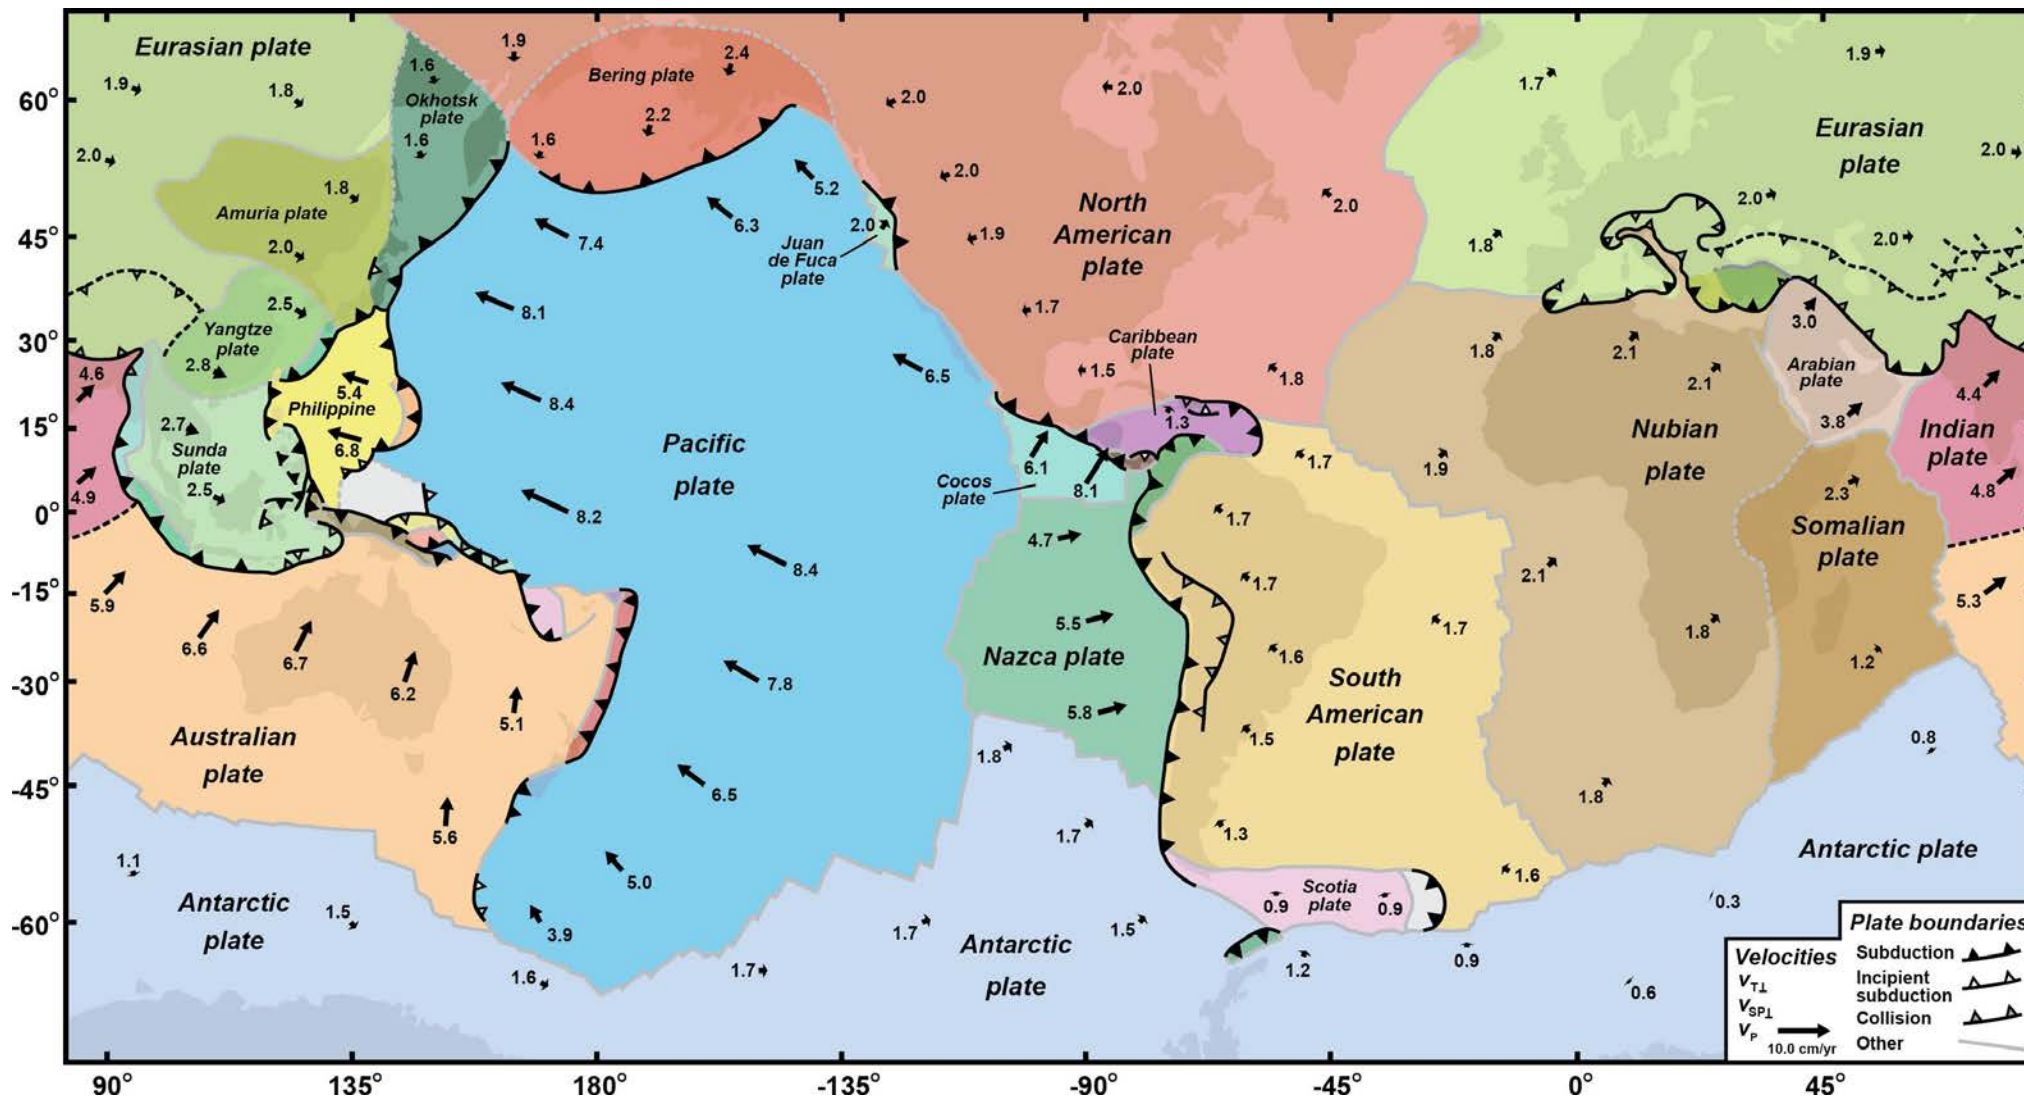 Eurasian plate
1.9
1.8
2.0
1.6
Okhotsk
plate
1.6
1.9
Bering plate
2.4
2.2
1.6
2.0
2.0
1.7
1.9
Eurasian
plate
2.0
60°
Amuria plate
1.8
2.0
5.2
6.3
7.4
2.0
Juan
de Fuca
plate
2.0
1.9
North
American
plate
2.0
1.8
2.0
2.0
45°
2.5
Yangtze
plate
2.8
8.1
6.5
1.7
Caribbean
plate
1.5
1.8
1.8
2.1
2.1
3.0
Arabian
plate
3.8
30°
4.6
5.4
Philippine
6.8
2.7
Sunda
plate
2.5
8.4
Pacific
plate
8.2
8.4
1.3
6.1
Cocos
plate
8.1
1.7
1.9
Nubian
plate
4.4
Indian
plate
4.8
15°
4.9
0°
4.7
1.7
1.7
2.1
2.3
Somalian
plate
5.3
-15°
5.9
6.6
6.7
6.2
5.1
7.8
5.5
Nazca plate
5.8
1.6
1.7
South
American
plate
1.5
1.8
1.2
-30°
Australian
plate
5.6
6.5
1.8
1.8
0.8
-45°
1.1
Antarctic
plate
1.5
5.0
3.9
1.6
1.7
1.3
1.6
Antarctic plate
Scotia
plate
0.9
0.9
0.3
-60°
1.7
1.7
Antarctic
plate
1.5
1.2
0.9
0.6
Velocities
VT⊥
VSP⊥
VP
10.0 cm/yr
Plate boundaries
Subduction
Incipient
subduction
Collision
Other
90°
135°
180°
-135°
-90°
-45°
0°
45°